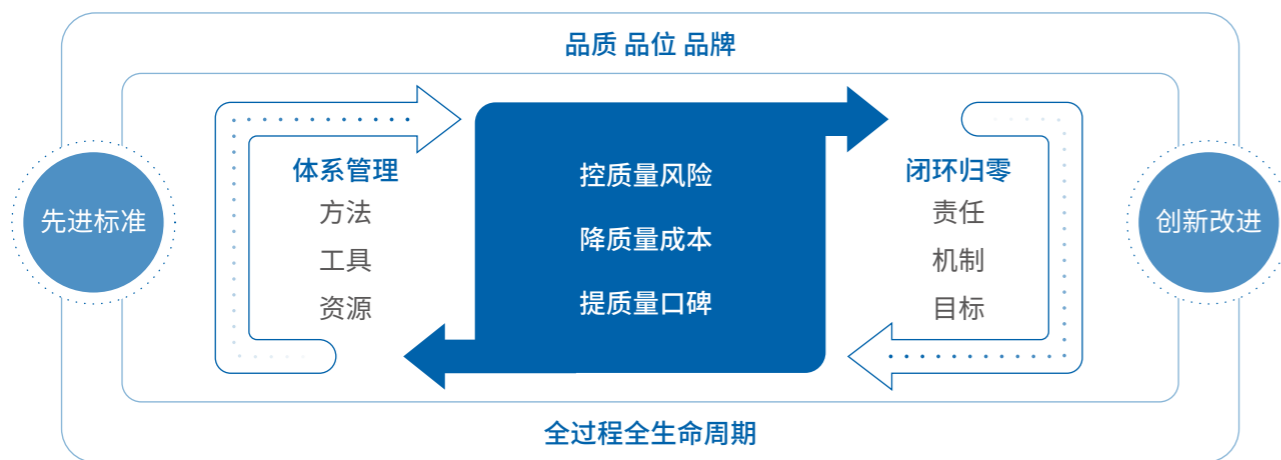 品质 品位 品牌
先进标准
体系管理
方法
工具
资源
控质量风险
降质量成本
提质量口碑
闭环归零
责任
机制
目标
创新改进
全过程全生命周期